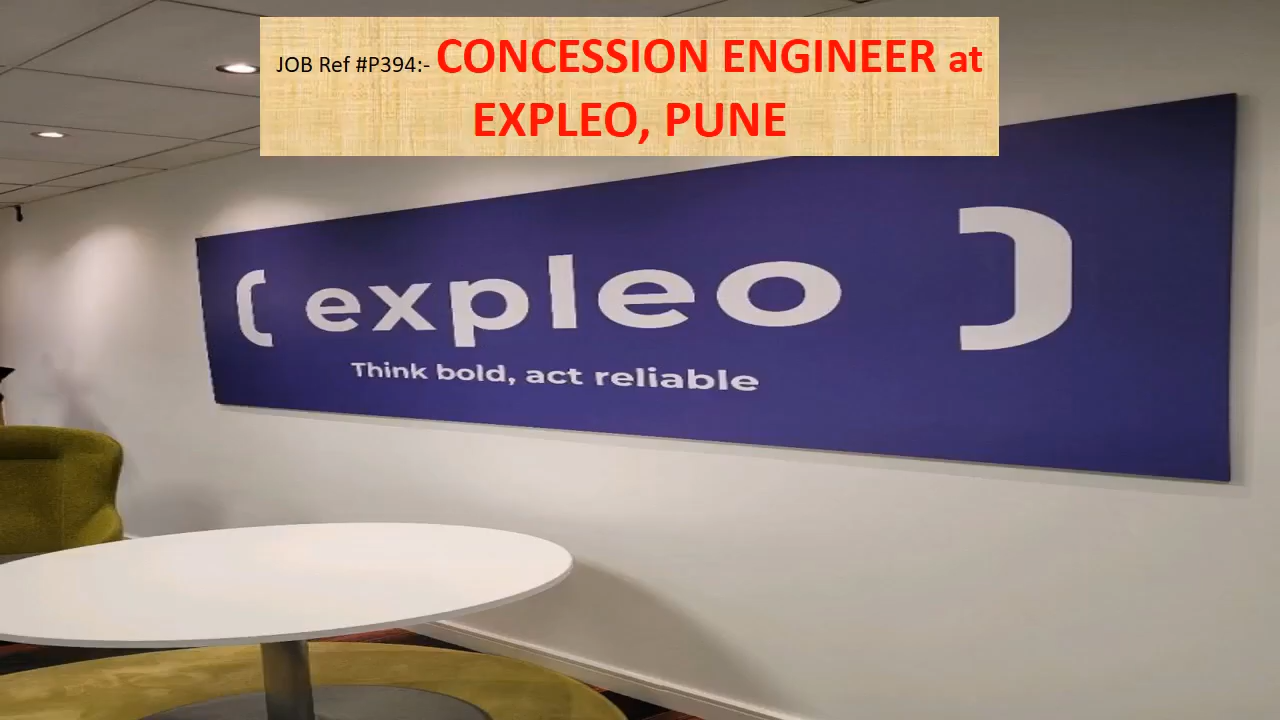 JOB Ref #P394:- CONCESSION ENGINEER at
EXPLEO, PUNE
( expleo )
Think bold, act reliable